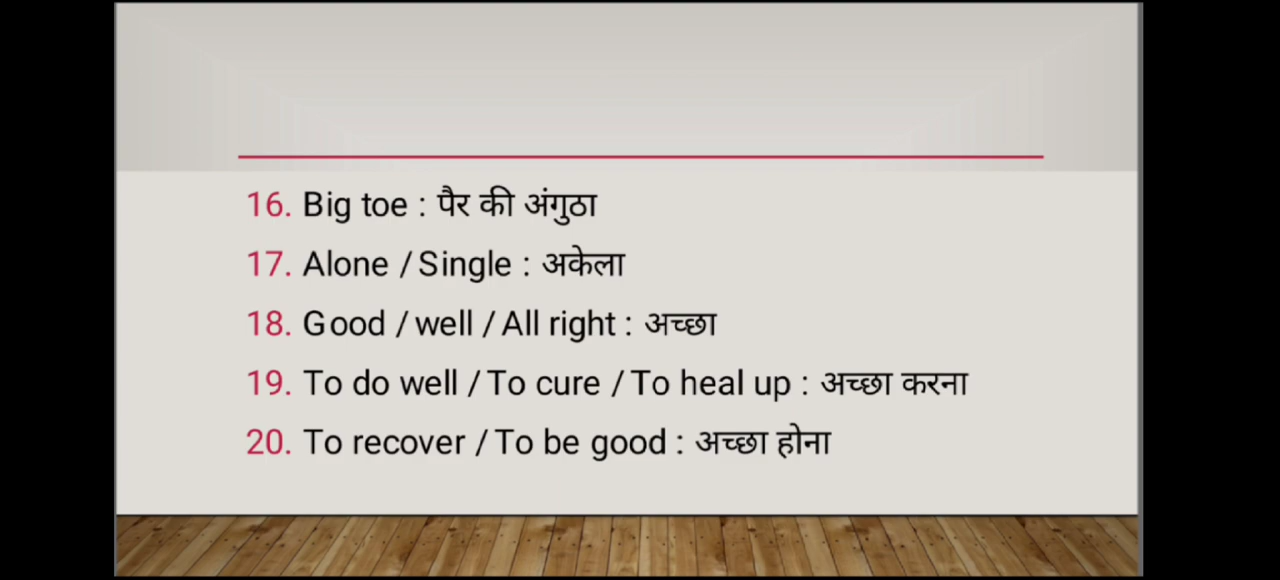 16. Big toe : पैर की अंगुठा
17. Alone / Single : अकेला
18. Good / well / All right : अच्छा
19. To do well / To cure / To heal up : अच्छा करना
20. To recover / To be good : अच्छा होना